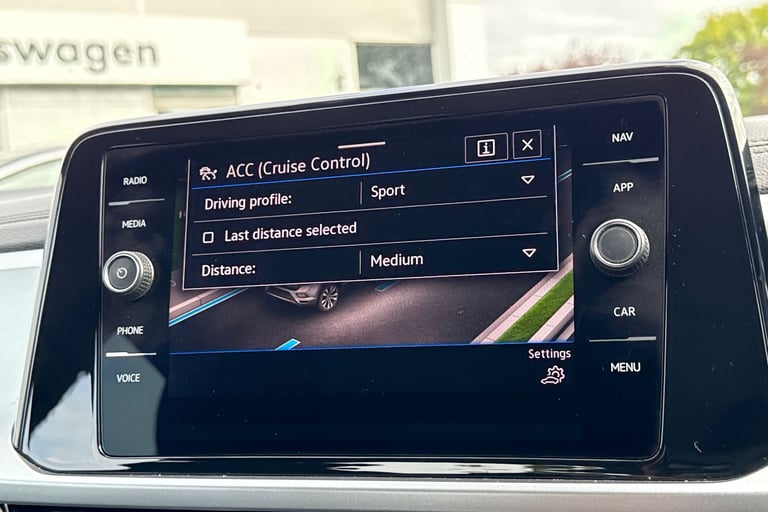 swagen
RADIO
MEDIA
PHONE
VOICE
ACC (Cruise Control)
Driving profile: Sport
Last distance selected
Distance: Medium
Settings
NAV
APP
CAR
MENU